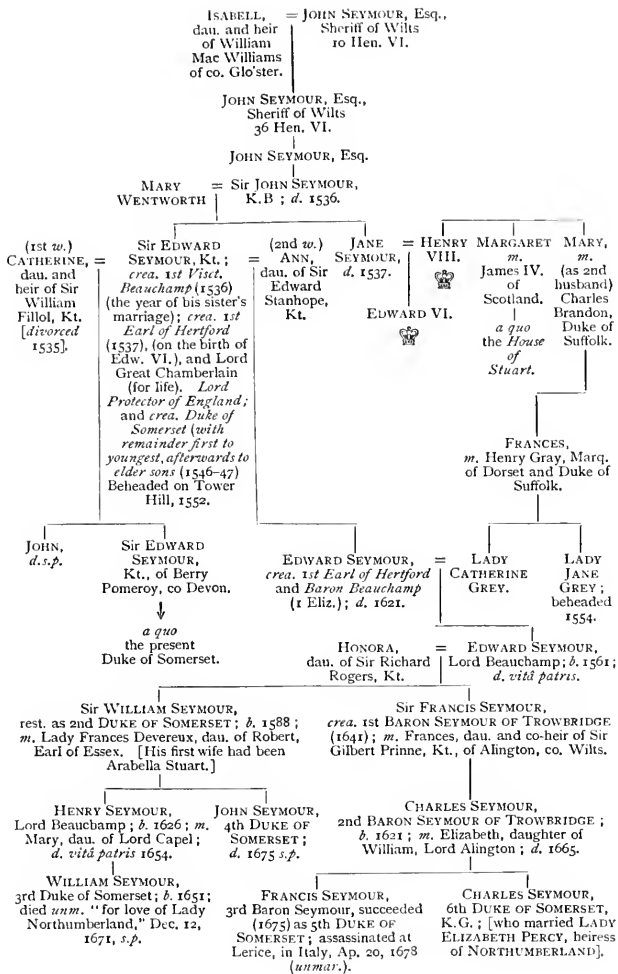 ISABELL,
dau. and heir
of William
Mac Williams
of co. Glo'ster.
= JOHN SEYMOUR, Esq.,
Sheriff of Wilts
10 Hen. VI.
JOHN SEYMOUR, Esq.,
Sheriff of Wilts
36 Hen. VI.
JOHN SEYMOUR, Esq.
MARY
WENTWORTH
= Sir JOHN SEYMOUR,
K.B ; d. 1536.
(1st w.)
CATHERINE, =
dau. and
heir of Sir
William
Fillol, Kt.
[divorced
1535].
Sir EDWARD
SEYMOUR, Kt. ;
crea. 1st Visct.
Beauchamp (1536)
(the year of bis sister's
marriage) ; crea. 1st
Earl of Hertford
(1537), (on the birth of
Edw. VI.), and Lord
Great Chamberlain
(for life). Lord
Protector of England ;
and crea. Duke of
Somerset (with
remainder first to
youngest, afterwards to
elder sons (1546-47)
Beheaded on Tower
Hill, 1552.
(2nd w.)
= ANN,
dau. of Sir
Edward
Stanhope,
Kt.
JANE
SEYMOUR,
d. 1537.
= HENRY
VIII.
EDWARD VI.
MARGARET
m.
James IV.
of
Scotland.
a quo
the House
of
Stuart.
MARY,
m.
(as 2nd
husband)
Charles
Brandon,
Duke of
Suffolk.
FRANCES,
m. Henry Gray, Marq.
of Dorset and Duke of
Suffolk.
JOHN,
d.s.p.
Sir EDWARD
SEYMOUR,
Kt., of Berry
Pomeroy, co Devon.
a quo
the present
Duke of Somerset.
EDWARD SEYMOUR, =
crea. 1st Earl of Hertford
and Baron Beauchamp
(1 Eliz.) ; d. 1621.
LADY
CATHERINE
GREY.
LADY
JANE
GREY ;
beheaded
1554.
HONORA,
dau. of Sir Richard
Rogers, Kt.
= EDWARD SEYMOUR,
Lord Beauchamp ; b. 1561 ;
d. vitâ patris.
Sir WILLIAM SEYMOUR,
rest. as 2nd DUKE OF SOMERSET ; b. 1588 ;
m. Lady Frances Devereux, dau. of Robert,
Earl of Essex. [His first wife had been
Arabella Stuart.]
Sir FRANCIS SEYMOUR,
crea. 1st BARON SEYMOUR OF TROWBRIDGE
(1641) ; m. Frances, dau. and co-heir of Sir
Gilbert Prinne, Kt., of Alington, co. Wilts.
HENRY SEYMOUR,
Lord Beauchamp ; b. 1626 ; m.
Mary, dau. of Lord Capel ;
d. vitâ patris 1654.
JOHN SEYMOUR,
4th DUKE OF
SOMERSET ;
d. 1675 s.p.
CHARLES SEYMOUR,
2nd BARON SEYMOUR OF TROWBRIDGE ;
b. 1621 ; m. Elizabeth, daughter of
William, Lord Alington ; d. 1665.
WILLIAM SEYMOUR,
3rd Duke of Somerset ; b. 1651 ;
died unm. "for love of Lady
Northumberland," Dec. 12,
1671, s.p.
FRANCIS SEYMOUR,
3rd Baron Seymour, succeeded
(1675) as 5th DUKE OF
SOMERSET ; assassinated at
Lerice, in Italy, Ap. 20, 1678
(unmar.).
CHARLES SEYMOUR,
6th DUKE OF SOMERSET,
K.G. ; [who married LADY
ELIZABETH PERCY, heiress
of NORTHUMBERLAND].